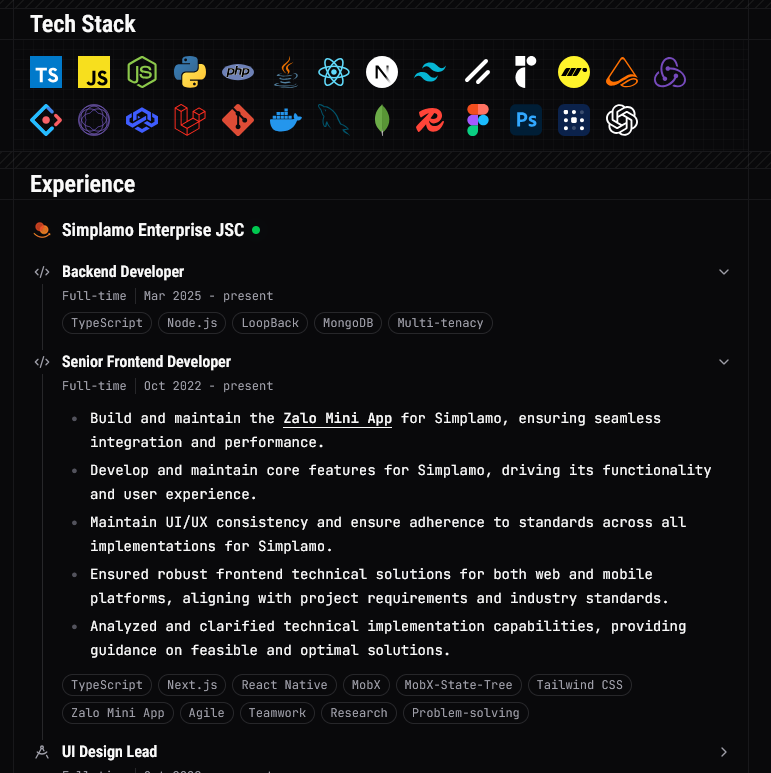 Tech Stack
TS JS JS php N
Ps
Experience
Simplamo Enterprise JSC
Backend Developer
Full-time Mar 2025 - present
TypeScript Node.js LoopBack MongoDB Multi-tenacy
Senior Frontend Developer
Full-time Oct 2022 - present
Build and maintain the Zalo Mini App for Simplamo, ensuring seamless
integration and performance.
Develop and maintain core features for Simplamo, driving its functionality
and user experience.
Maintain UI/UX consistency and ensure adherence to standards across all
implementations for Simplamo.
Ensured robust frontend technical solutions for both web and mobile
platforms, aligning with project requirements and industry standards.
Analyzed and clarified technical implementation capabilities, providing
guidance on feasible and optimal solutions.
TypeScript Next.js React Native MobX MobX-State-Tree Tailwind CSS
Zalo Mini App Agile Teamwork Research Problem-solving
UI Design Lead